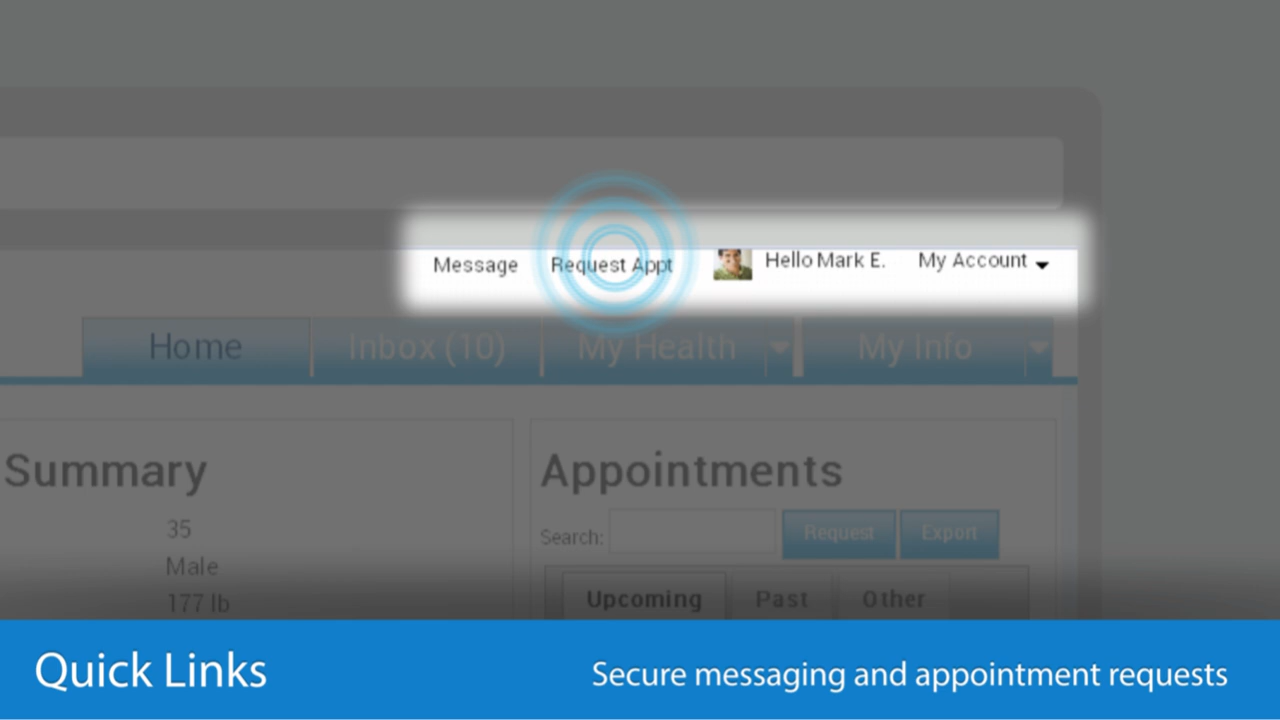 Message Request Appt Hello Mark E. My Account
Home Inbox (10) My Health My Info
Summary Appointments
35
Search: Request Export
Male
177 lb
Upcoming Past Other
Quick Links Secure messaging and appointment requests